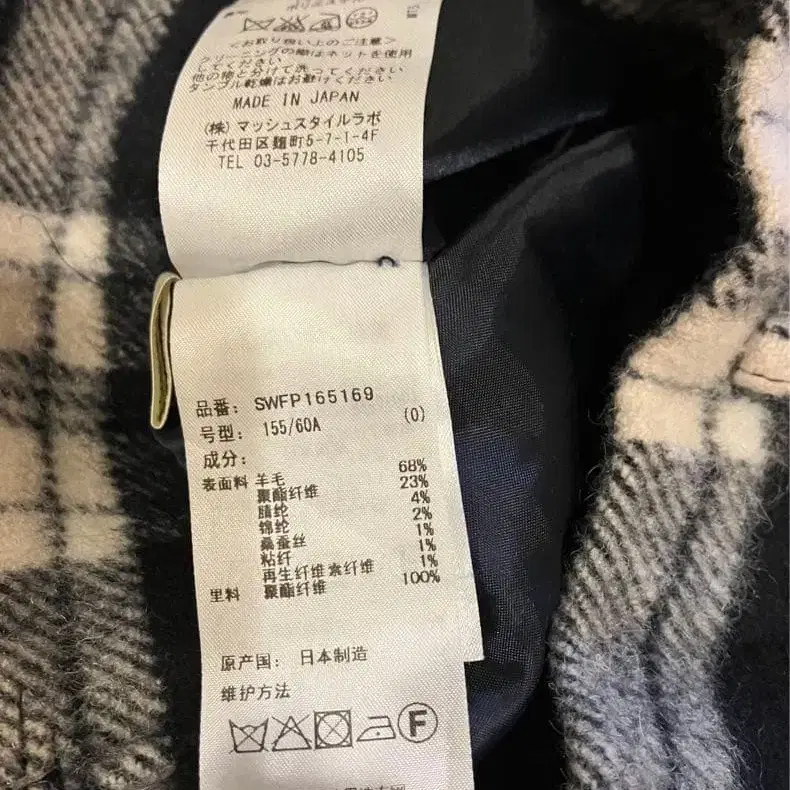 <お取り扱い上のご注意>
クリーニングの際はネットを使用
してください
他の物と分けて洗ってください
タンブル乾燥はお避けください
MADE IN JAPAN
(株)マッシュスタイルラボ
千代田区麹町5-7-1-4F
TEL 03-5778-4105
品番: SWFP165169
号型: 155/60A (0)
成分:
表面料 羊毛 68%
聚酯纤维 23%
腈纶 4%
锦纶 2%
桑蚕丝 1%
粘纤 1%
再生纤维素纤维 1%
里料 聚酯纤维 100%
原产国: 日本制造
维护方法
F